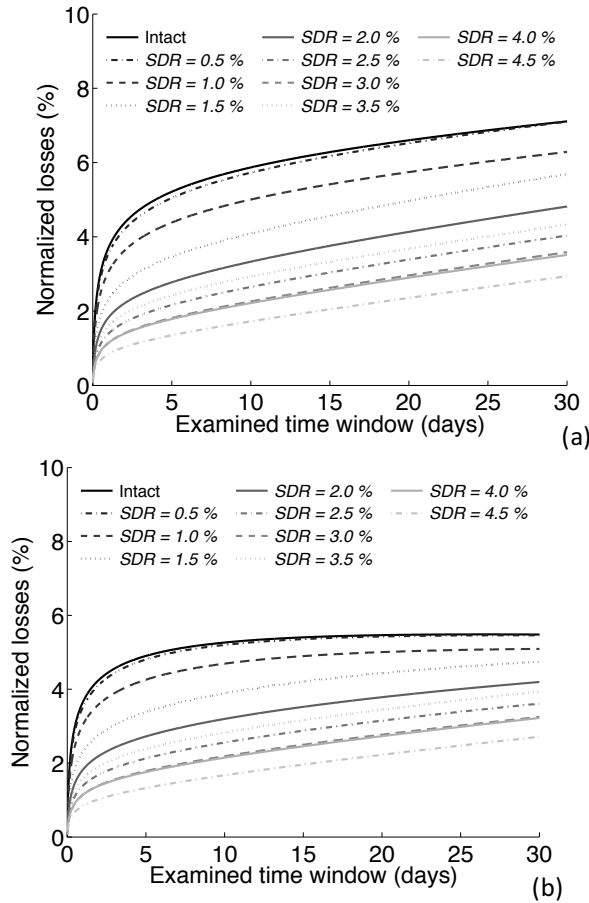 10
Intact
SDR = 2.0 %
SDR = 4.0 %
SDR = 0.5 %
SDR = 2.5 %
SDR = 4.5 %
SDR = 1.0 %
SDR = 3.0 %
SDR = 1.5 %
SDR = 3.5 %
8
6
4
2
0
Normalized losses (%)
0 5 10 15 20 25 30
Examined time window (days)
(a)
10
Intact
SDR = 2.0 %
SDR = 4.0 %
SDR = 0.5 %
SDR = 2.5 %
SDR = 4.5 %
SDR = 1.0 %
SDR = 3.0 %
SDR = 1.5 %
SDR = 3.5 %
8
6
4
2
0
Normalized losses (%)
0 5 10 15 20 25 30
Examined time window (days)
(b)